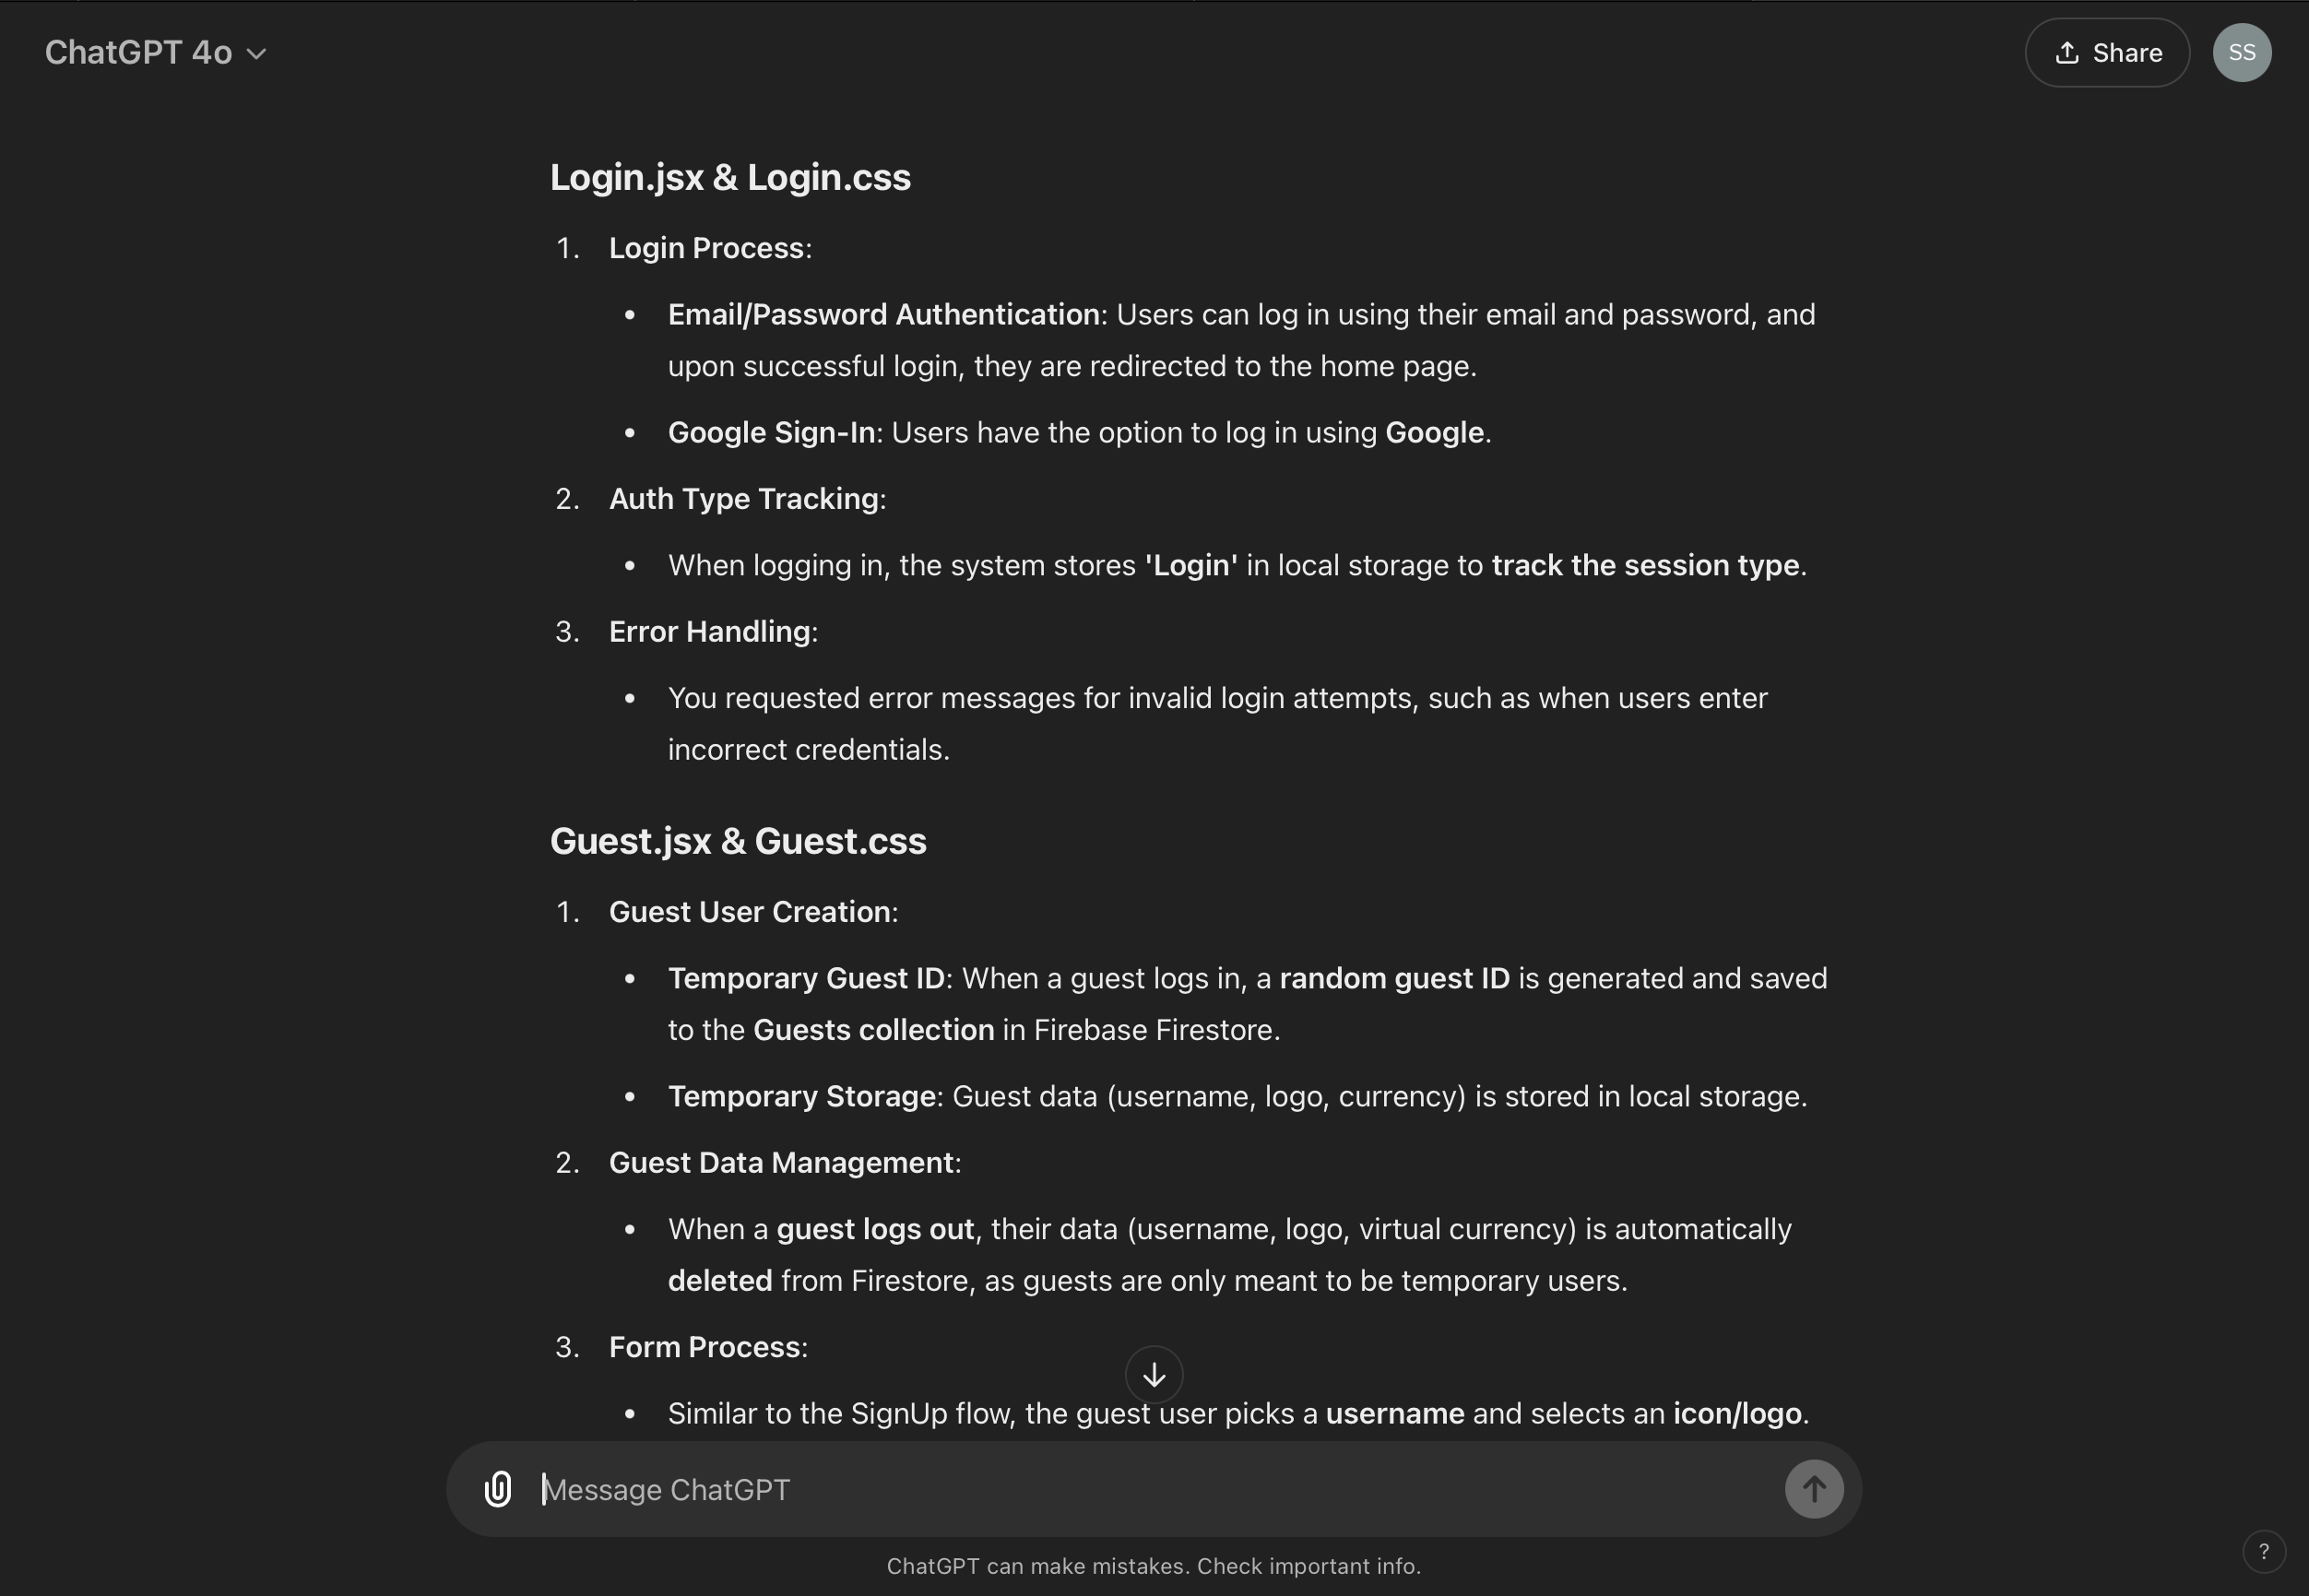 ChatGPT 4o
Share
SS
Login.jsx & Login.css
1. Login Process:
• Email/Password Authentication: Users can log in using their email and password, and
upon successful login, they are redirected to the home page.
• Google Sign-In: Users have the option to log in using Google.
2. Auth Type Tracking:
• When logging in, the system stores 'Login' in local storage to track the session type.
3. Error Handling:
• You requested error messages for invalid login attempts, such as when users enter
incorrect credentials.
Guest.jsx & Guest.css
1. Guest User Creation:
• Temporary Guest ID: When a guest logs in, a random guest ID is generated and saved
to the Guests collection in Firebase Firestore.
• Temporary Storage: Guest data (username, logo, currency) is stored in local storage.
2. Guest Data Management:
• When a guest logs out, their data (username, logo, virtual currency) is automatically
deleted from Firestore, as guests are only meant to be temporary users.
3. Form Process:
• Similar to the SignUp flow, the guest user picks a username and selects an icon/logo.
Message ChatGPT
ChatGPT can make mistakes. Check important info.
?